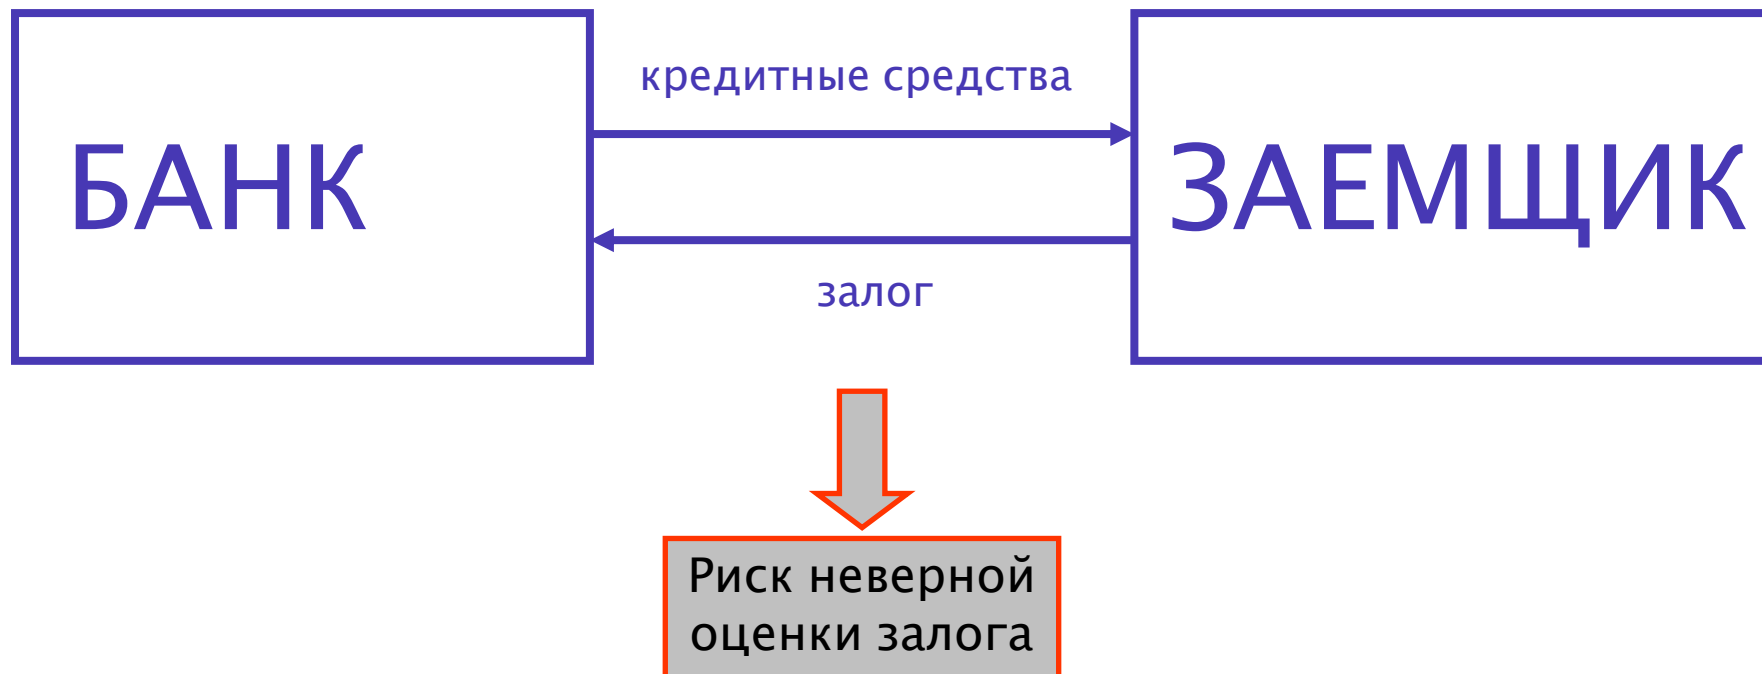 кредитные средства
БАНК
ЗАЕМЩИК
залог
Риск неверной
оценки залога